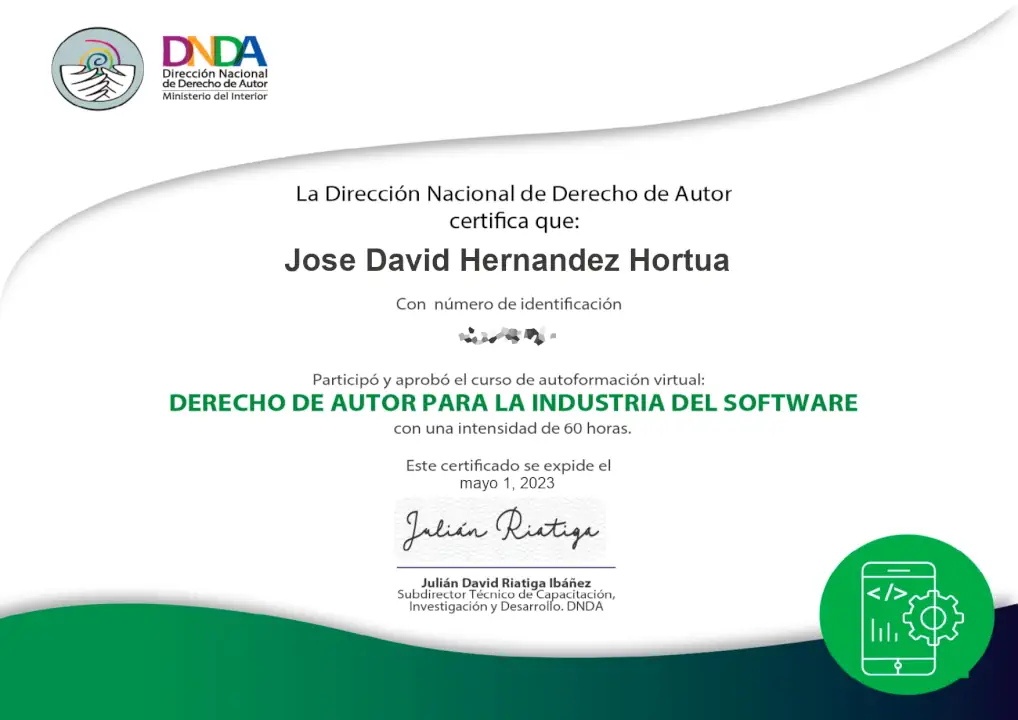 DNDA
Dirección Nacional
de Derecho de Autor
Ministerio del Interior
La Dirección Nacional de Derecho de Autor
certifica que:
Jose David Hernandez Hortua
Con número de identificación
Participó y aprobó el curso de autoformación virtual:
DERECHO DE AUTOR PARA LA INDUSTRIA DEL SOFTWARE
con una intensidad de 60 horas.
Este certificado se expide el
mayo 1, 2023
Julián Riatiga
Julián David Riatiga Ibáñez
Subdirector Técnico de Capacitación,
Investigación y Desarrollo. DNDA
</>